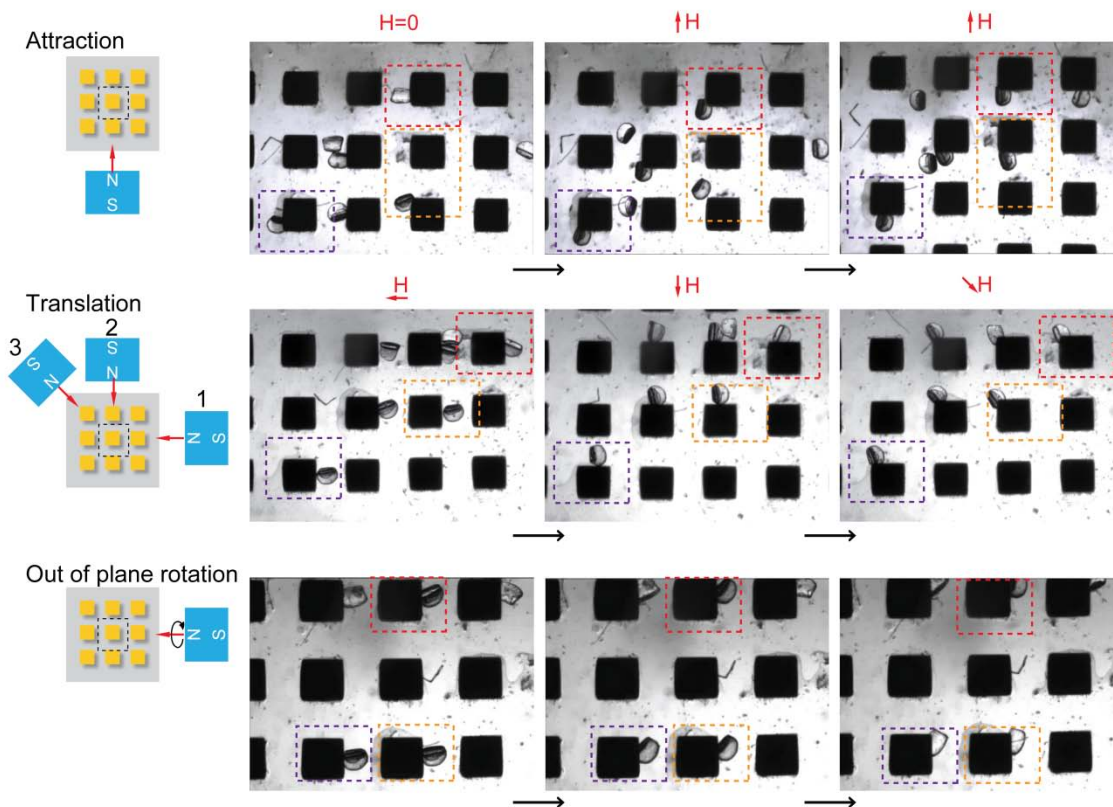 H=0
H
H
Attraction
N
S
H
H
H
Translation
2
S
N
3
S
N
1
N
S
Out of plane rotation
N
S